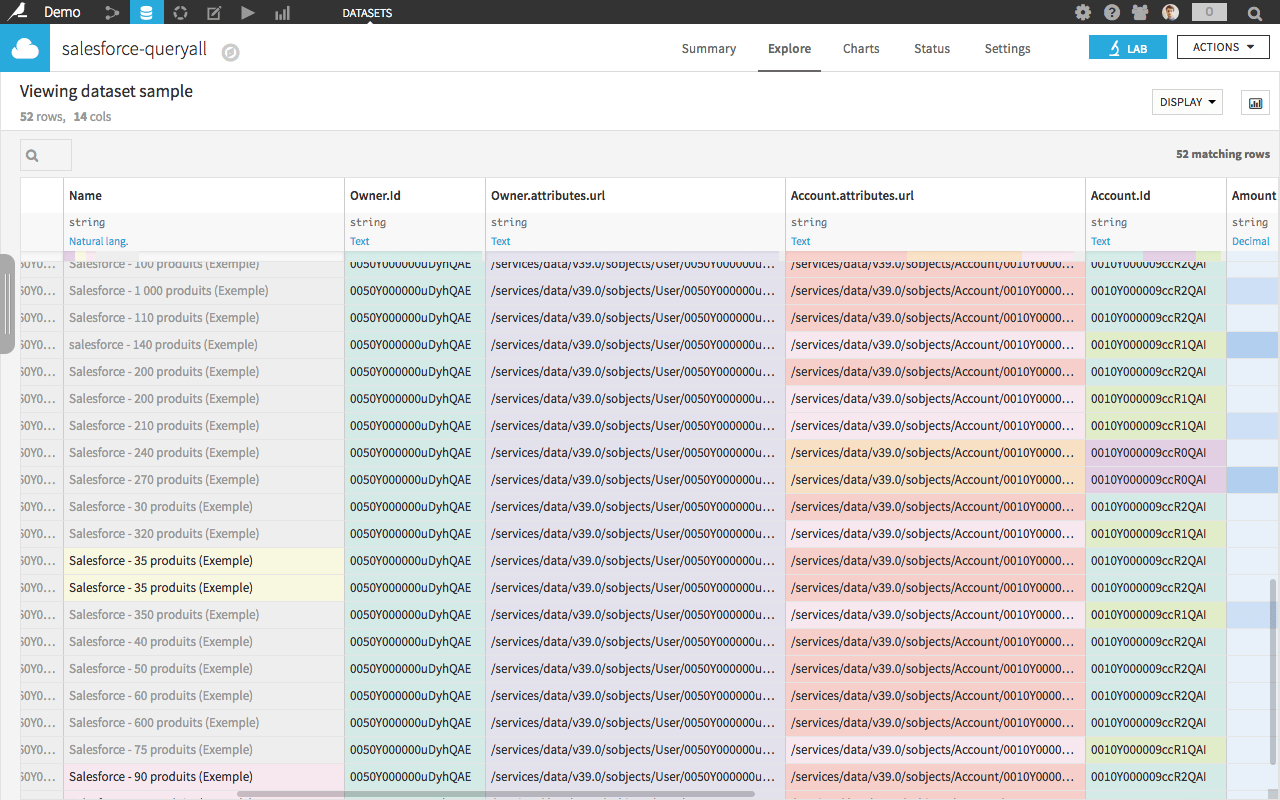 Demo DATASETS 0
salesforce-queryall Summary Explore Charts Status Settings LAB ACTIONS
Viewing dataset sample
52 rows, 14 cols DISPLAY
52 matching rows
Name Owner.Id Owner.attributes.url Account.attributes.url Account.Id Amount
string string string string string string
Natural lang. Text Text Text Text Decimal
60Y0... Salesforce - 100 produits (Exemple) 0050Y000000uDyhQAE /services/data/v39.0/sobjects/User/0050Y000000u... /services/data/v39.0/sobjects/Account/0010Y0000... 0010Y000009ccR2QAI
60Y0... Salesforce - 1 000 produits (Exemple) 0050Y000000uDyhQAE /services/data/v39.0/sobjects/User/0050Y000000u... /services/data/v39.0/sobjects/Account/0010Y0000... 0010Y000009ccR2QAI
60Y0... Salesforce - 110 produits (Exemple) 0050Y000000uDyhQAE /services/data/v39.0/sobjects/User/0050Y000000u... /services/data/v39.0/sobjects/Account/0010Y0000... 0010Y000009ccR2QAI
60Y0... salesforce - 140 produits (Exemple) 0050Y000000uDyhQAE /services/data/v39.0/sobjects/User/0050Y000000u... /services/data/v39.0/sobjects/Account/0010Y0000... 0010Y000009ccR1QAI
60Y0... Salesforce - 200 produits (Exemple) 0050Y000000uDyhQAE /services/data/v39.0/sobjects/User/0050Y000000u... /services/data/v39.0/sobjects/Account/0010Y0000... 0010Y000009ccR2QAI
60Y0... Salesforce - 200 produits (Exemple) 0050Y000000uDyhQAE /services/data/v39.0/sobjects/User/0050Y000000u... /services/data/v39.0/sobjects/Account/0010Y0000... 0010Y000009ccR1QAI
60Y0... Salesforce - 210 produits (Exemple) 0050Y000000uDyhQAE /services/data/v39.0/sobjects/User/0050Y000000u... /services/data/v39.0/sobjects/Account/0010Y0000... 0010Y000009ccR1QAI
60Y0... Salesforce - 240 produits (Exemple) 0050Y000000uDyhQAE /services/data/v39.0/sobjects/User/0050Y000000u... /services/data/v39.0/sobjects/Account/0010Y0000... 0010Y000009ccR0QAI
60Y0... Salesforce - 270 produits (Exemple) 0050Y000000uDyhQAE /services/data/v39.0/sobjects/User/0050Y000000u... /services/data/v39.0/sobjects/Account/0010Y0000... 0010Y000009ccR0QAI
60Y0... Salesforce - 30 produits (Exemple) 0050Y000000uDyhQAE /services/data/v39.0/sobjects/User/0050Y000000u... /services/data/v39.0/sobjects/Account/0010Y0000... 0010Y000009ccR2QAI
60Y0... Salesforce - 320 produits (Exemple) 0050Y000000uDyhQAE /services/data/v39.0/sobjects/User/0050Y000000u... /services/data/v39.0/sobjects/Account/0010Y0000... 0010Y000009ccR1QAI
60Y0... Salesforce - 35 produits (Exemple) 0050Y000000uDyhQAE /services/data/v39.0/sobjects/User/0050Y000000u... /services/data/v39.0/sobjects/Account/0010Y0000... 0010Y000009ccR2QAI
60Y0... Salesforce - 35 produits (Exemple) 0050Y000000uDyhQAE /services/data/v39.0/sobjects/User/0050Y000000u... /services/data/v39.0/sobjects/Account/0010Y0000... 0010Y000009ccR2QAI
60Y0... Salesforce - 350 produits (Exemple) 0050Y000000uDyhQAE /services/data/v39.0/sobjects/User/0050Y000000u... /services/data/v39.0/sobjects/Account/0010Y0000... 0010Y000009ccR1QAI
60Y0... Salesforce - 40 produits (Exemple) 0050Y000000uDyhQAE /services/data/v39.0/sobjects/User/0050Y000000u... /services/data/v39.0/sobjects/Account/0010Y0000... 0010Y000009ccR2QAI
60Y0... Salesforce - 50 produits (Exemple) 0050Y000000uDyhQAE /services/data/v39.0/sobjects/User/0050Y000000u... /services/data/v39.0/sobjects/Account/0010Y0000... 0010Y000009ccR2QAI
60Y0... Salesforce - 60 produits (Exemple) 0050Y000000uDyhQAE /services/data/v39.0/sobjects/User/0050Y000000u... /services/data/v39.0/sobjects/Account/0010Y0000... 0010Y000009ccR2QAI
60Y0... Salesforce - 600 produits (Exemple) 0050Y000000uDyhQAE /services/data/v39.0/sobjects/User/0050Y000000u... /services/data/v39.0/sobjects/Account/0010Y0000... 0010Y000009ccR2QAI
60Y0... Salesforce - 75 produits (Exemple) 0050Y000000uDyhQAE /services/data/v39.0/sobjects/User/0050Y000000u... /services/data/v39.0/sobjects/Account/0010Y0000... 0010Y000009ccR1QAI
60Y0... Salesforce - 90 produits (Exemple) 0050Y000000uDyhQAE /services/data/v39.0/sobjects/User/0050Y000000u... /services/data/v39.0/sobjects/Account/0010Y0000... 0010Y000009ccR2QAI